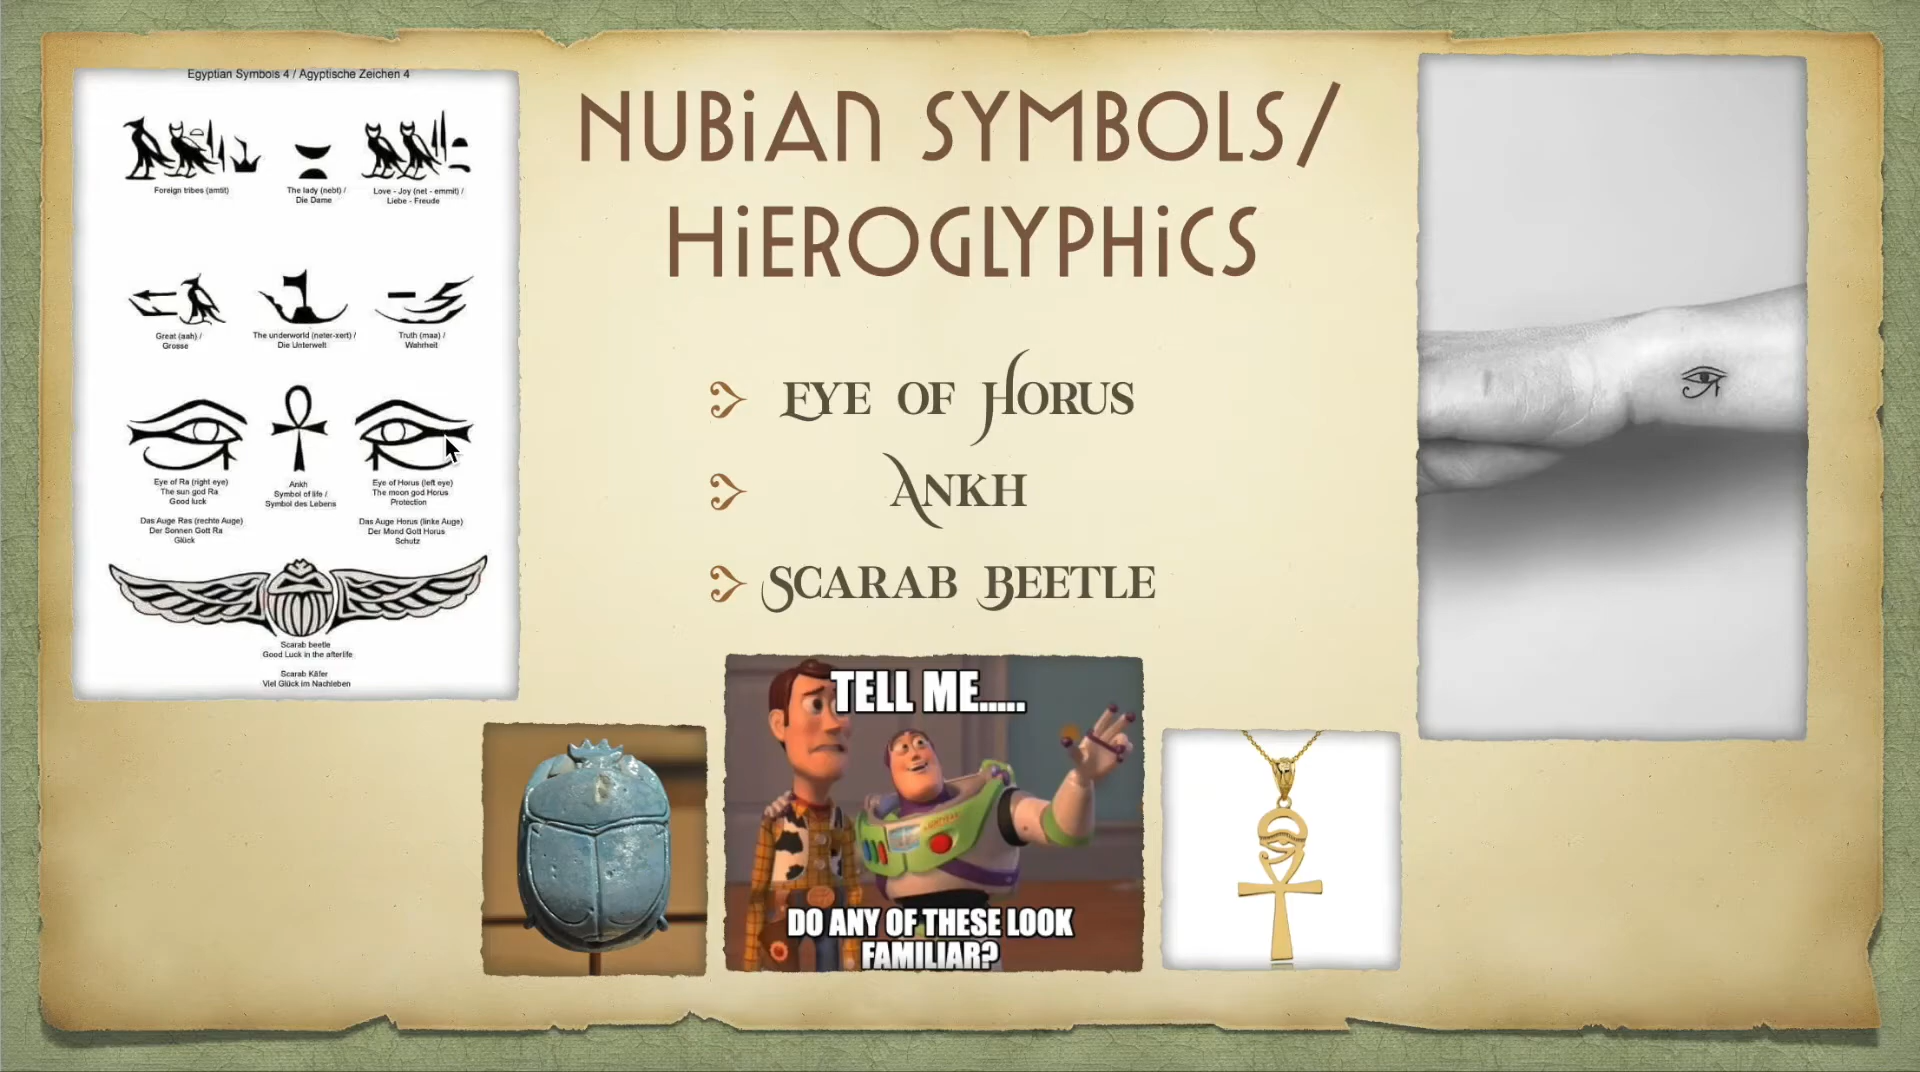 Egyptian Symbols 4 / Ägyptische Zeichen 4
Foreign tribes (amtit)
The lady (nebt) /
Die Dame
Love - Joy (net - emmit) /
Liebe - Freude
Great (aah) /
Grosse
The underworld (neter-xert) /
Die Unterwelt
Truth (maa) /
Wahrheit
Eye of Ra (right eye)
The sun god Ra
Good luck
Das Auge Ras (rechte Auge)
Der Sonnen Gott Ra
Glück
Ankh
Symbol of life /
Symbol des Lebens
Eye of Horus (left eye)
The moon god Horus
Protection
Das Auge Horus (linke Auge)
Der Mond Gott Horus
Schutz
Scarab beetle
Good Luck in the afterlife
Scarab Käfer
Viel Glück im Nachleben
NUBIAN SYMBOLS/
HIEROGLYPHICS
EYE OF HORUS
ANKH
SCARAB BEETLE
TELL ME.....
DO ANY OF THESE LOOK
FAMILIAR?